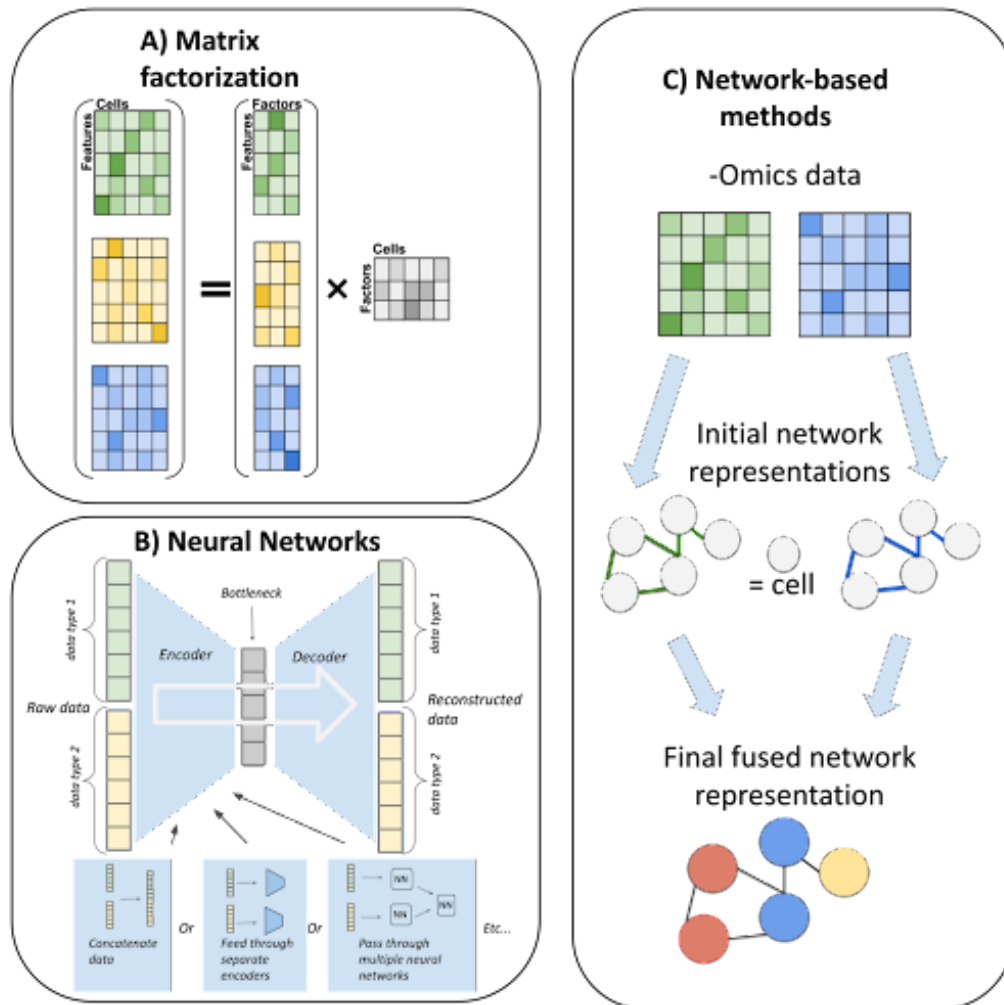 A) Matrix
factorization
Cells
Features
Factors
Features
=
×
Cells
Factors
B) Neural Networks
data type 1
Bottleneck
data type 1
Encoder
Decoder
Raw data
Reconstructed
data
data type 2
data type 2
Concatenate
data
Or
Feed through
separate
encoders
Or
NN
NN
NN
Pass through
multiple neural
networks
Etc...
C) Network-based
methods
-Omics data
Initial network
representations
= cell
Final fused network
representation